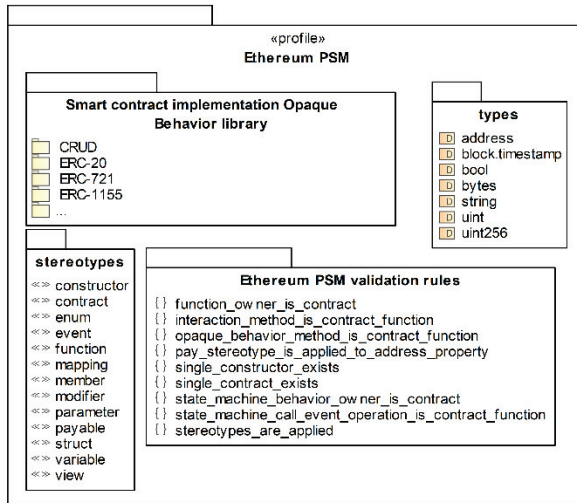 «profile»
Ethereum PSM
Smart contract implementation Opaque
Behavior library
CRUD
ERC-20
ERC-721
ERC-1155
...
types
address
block.timestamp
bool
bytes
string
uint
uint256
stereotypes
«» constructor
«» contract
«» enum
«» event
«» function
«» mapping
«» member
«» modifier
«» parameter
«» payable
«» struct
«» variable
«» view
Ethereum PSM validation rules
{ } function_owner_is_contract
{ } interaction_method_is_contract_function
{ } opaque_behavior_method_is_contract_function
{ } pay_stereotype_is_applied_to_address_property
{ } single_constructor_exists
{ } single_contract_exists
{ } state_machine_behavior_owner_is_contract
{ } state_machine_call_event_operation_is_contract_function
{ } stereotypes_are_applied